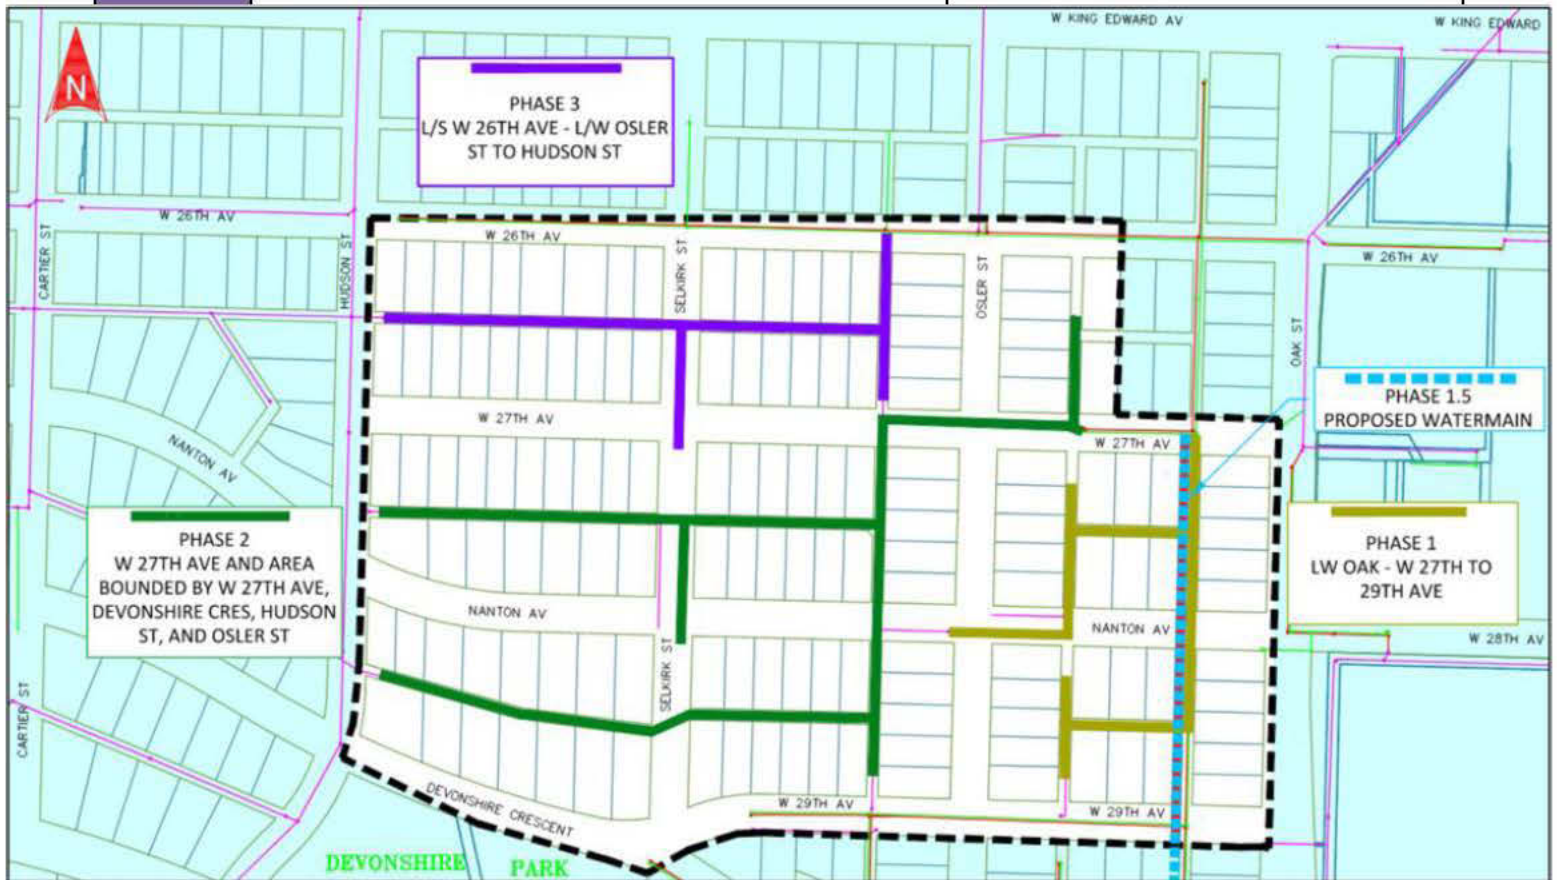 W KING EDWARD AV
W KING EDWARD
N
PHASE 3
L/S W 26TH AVE - L/W OSLER
ST TO HUDSON ST
W 26TH AV
W 26TH AV
W 26TH AV
CARTIER ST
HUDSON ST
SELKIRK ST
OSLER ST
OAK ST
PHASE 1.5
PROPOSED WATERMAIN
W 27TH AV
W 27TH AV
NANTON AV
PHASE 2
W 27TH AVE AND AREA
BOUNDED BY W 27TH AVE,
DEVONSHIRE CRES, HUDSON
ST, AND OSLER ST
PHASE 1
LW OAK - W 27TH TO
29TH AVE
NANTON AV
NANTON AV
W 28TH AV
SELKIRK ST
CARTIER ST
DEVONSHIRE CRESCENT
W 29TH AV
W 29TH AV
DEVONSHIRE PARK